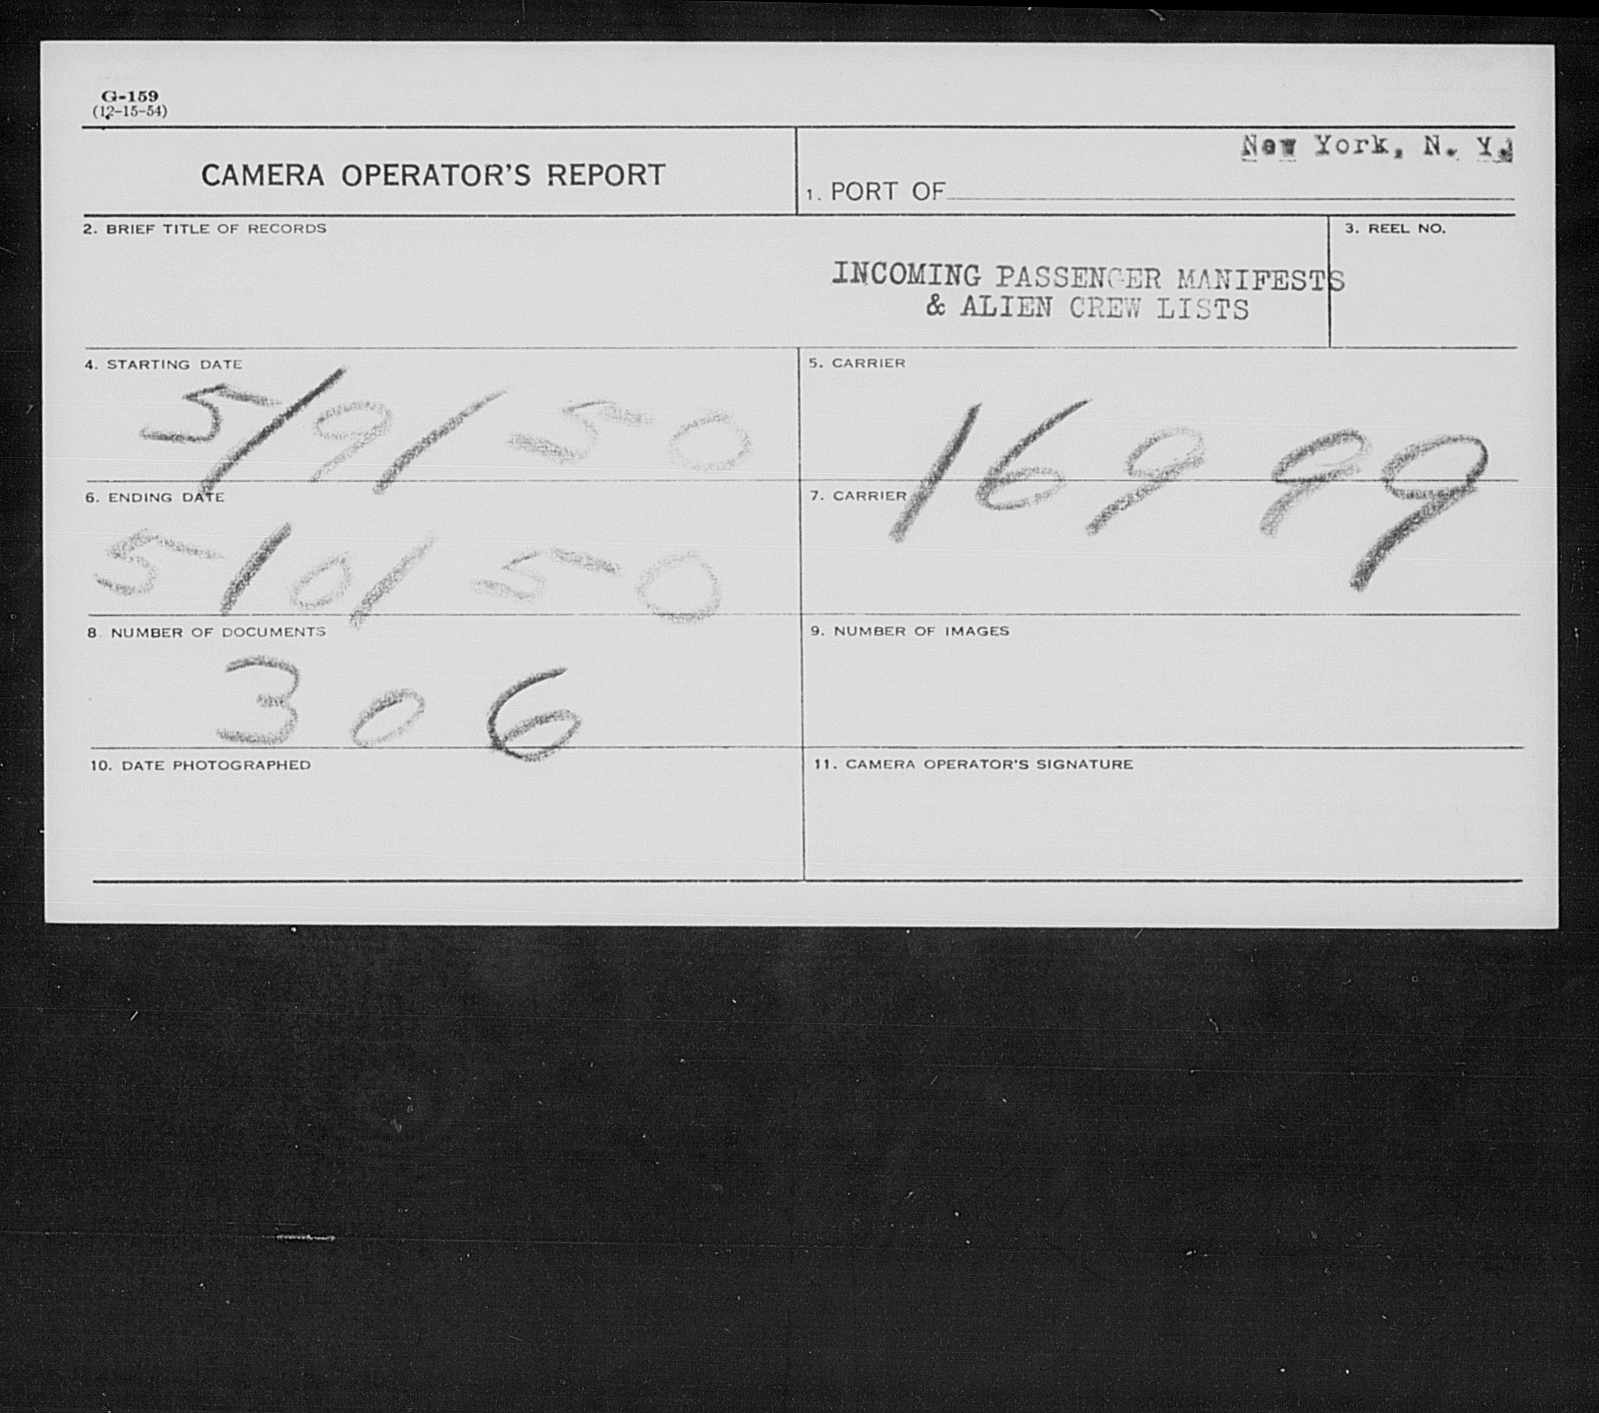 G-159
(12-15-54)
CAMERA OPERATOR'S REPORT
New York, N. Y.
1. PORT OF
2. BRIEF TITLE OF RECORDS
3. REEL NO.
INCOMING PASSENGER MANIFESTS
& ALIEN CREW LISTS
4. STARTING DATE
5/9/50
5. CARRIER
16999
6. ENDING DATE
5/0/50
7. CARRIER
8. NUMBER OF DOCUMENTS
306
9. NUMBER OF IMAGES
10. DATE PHOTOGRAPHED
11. CAMERA OPERATOR'S SIGNATURE